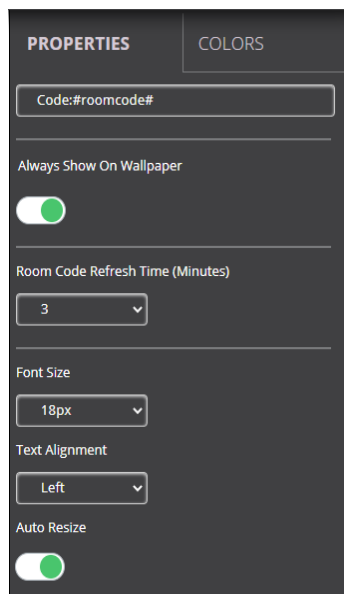 PROPERTIES COLORS
Code:#roomcode#
Always Show On Wallpaper
Room Code Refresh Time (Minutes)
3
Font Size
18px
Text Alignment
Left
Auto Resize